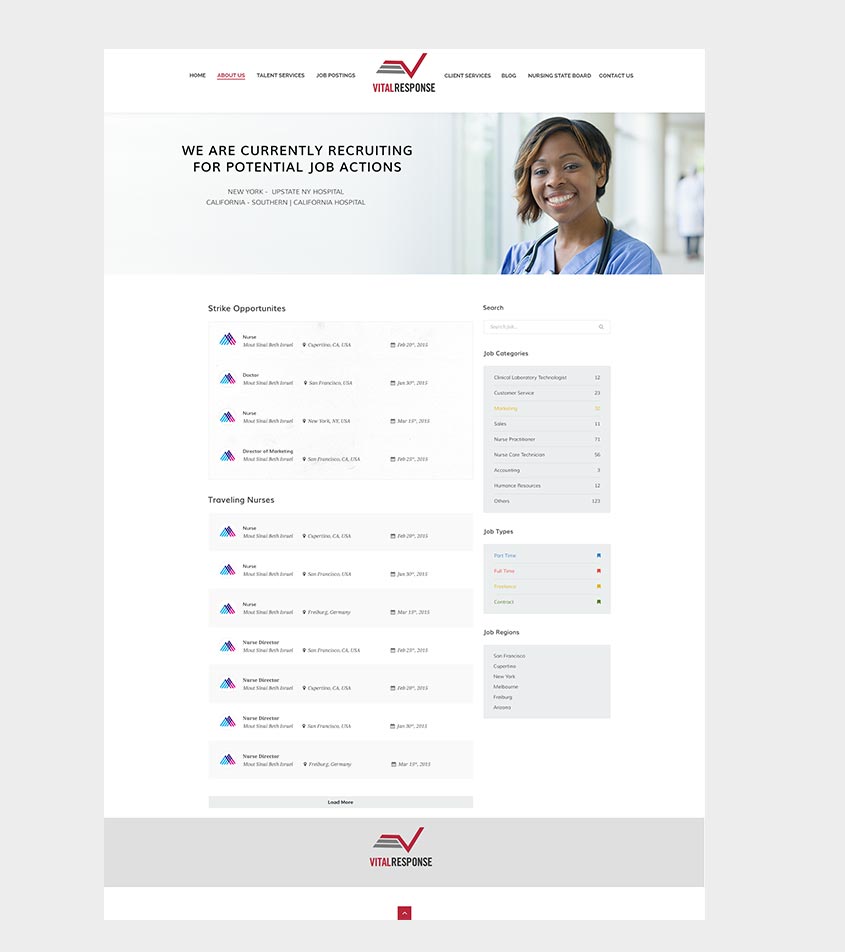 HOME ABOUT US TALENT SERVICES JOB POSTINGS VITALRESPONSE CLIENT SERVICES BLOG NURSING STATE BOARD CONTACT US
WE ARE CURRENTLY RECRUITING
FOR POTENTIAL JOB ACTIONS
NEW YORK - UPSTATE NY HOSPITAL
CALIFORNIA - SOUTHERN | CALIFORNIA HOSPITAL
Strike Opportunites
Nurse
Mout Sinai Beth Israel Cupertino, CA, USA Feb 20th, 2015
Doctor
Mout Sinai Beth Israel San Francisco, USA Jan 30th, 2015
Nurse
Mout Sinai Beth Israel New York, NY, USA Mar 15th, 2015
Director of Marketing
Mout Sinai Beth Israel San Francisco, CA, USA Feb 25th, 2015
Traveling Nurses
Nurse
Mout Sinai Beth Israel Cupertino, CA, USA Feb 20th, 2015
Nurse
Mout Sinai Beth Israel San Francisco, USA Jan 30th, 2015
Nurse
Mout Sinai Beth Israel Freiburg, Germany Mar 15th, 2015
Nurse Director
Mout Sinai Beth Israel San Francisco, CA, USA Feb 25th, 2015
Nurse Director
Mout Sinai Beth Israel Cupertino, CA, USA Feb 20th, 2015
Nurse Director
Mout Sinai Beth Israel San Francisco, USA Jan 30th, 2015
Nurse Director
Mout Sinai Beth Israel Freiburg, Germany Mar 15th, 2015
Load More
Search
Search Job...
Job Categories
Clinical Laboratory Technologist 12
Customer Service 23
Marketing 32
Sales 11
Nurse Practitioner 71
Nurse Care Technician 56
Accounting 3
Humance Resources 12
Others 123
Job Types
Part Time
Full Time
Freelance
Contract
Job Regions
San Francisco
Cupertino
New York
Melbourne
Freiburg
Arizona
VITALRESPONSE